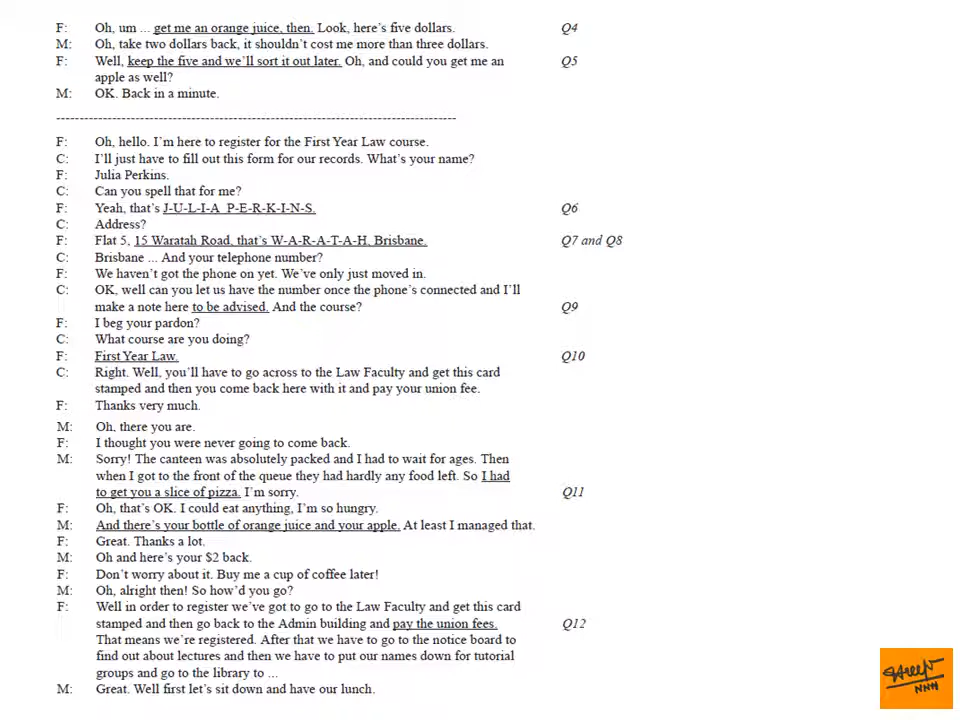 F: Oh, um ... get me an orange juice, then. Look, here's five dollars. Q4
M: Oh, take two dollars back, it shouldn't cost me more than three dollars.
F: Well, keep the five and we'll sort it out later. Oh, and could you get me an Q5
apple as well?
M: OK. Back in a minute.
F: Oh, hello. I'm here to register for the First Year Law course.
C: I'll just have to fill out this form for our records. What's your name?
F: Julia Perkins.
C: Can you spell that for me?
F: Yeah, that's J-U-L-I-A P-E-R-K-I-N-S. Q6
C: Address?
F: Flat 5, 15 Waratah Road, that's W-A-R-A-T-A-H, Brisbane. Q7 and Q8
C: Brisbane ... And your telephone number?
F: We haven't got the phone on yet. We've only just moved in.
C: OK, well can you let us have the number once the phone's connected and I'll
make a note here to be advised. And the course? Q9
F: I beg your pardon?
C: What course are you doing?
F: First Year Law. Q10
C: Right. Well, you'll have to go across to the Law Faculty and get this card
stamped and then you come back here with it and pay your union fee.
F: Thanks very much.
M: Oh, there you are.
F: I thought you were never going to come back.
M: Sorry! The canteen was absolutely packed and I had to wait for ages. Then
when I got to the front of the queue they had hardly any food left. So I had
to get you a slice of pizza. I'm sorry. Q11
F: Oh, that's OK. I could eat anything, I'm so hungry.
M: And there's your bottle of orange juice and your apple. At least I managed that.
F: Great. Thanks a lot.
M: Oh and here's your $2 back.
F: Don't worry about it. Buy me a cup of coffee later!
M: Oh, alright then! So how'd you go?
F: Well in order to register we've got to go to the Law Faculty and get this card
stamped and then go back to the Admin building and pay the union fees. Q12
That means we're registered. After that we have to go to the notice board to
find out about lectures and then we have to put our names down for tutorial
groups and go to the library to ...
M: Great. Well first let's sit down and have our lunch.